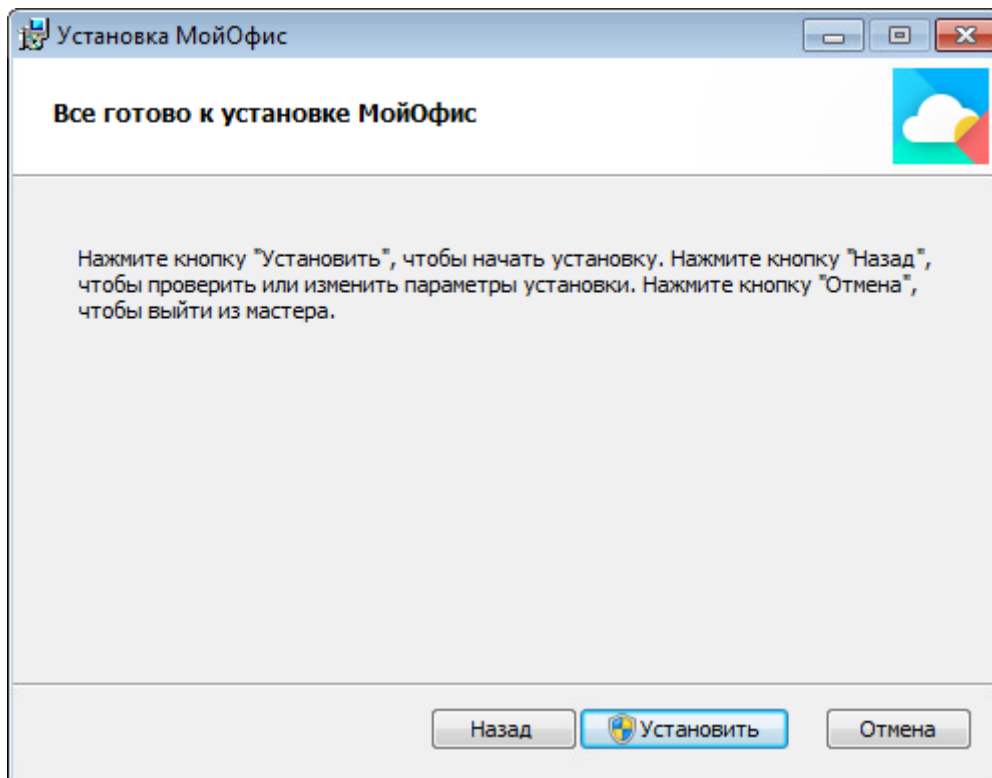 Установка МойОфис
Все готово к установке МойОфис
Нажмите кнопку "Установить", чтобы начать установку. Нажмите кнопку "Назад",
чтобы проверить или изменить параметры установки. Нажмите кнопку "Отмена",
чтобы выйти из мастера.
Назад
Установить
Отмена